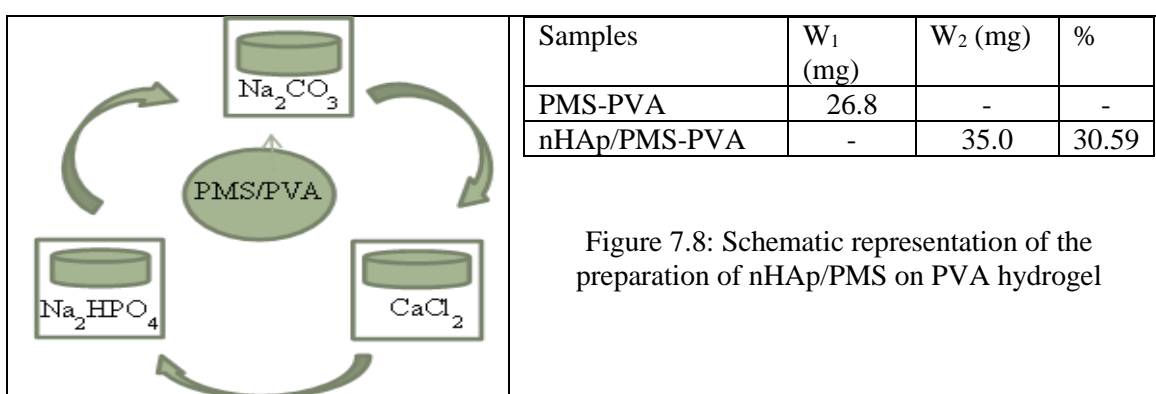 Na₂CO₃
PMS/PVA
Na₂HPO₄
CaCl₂
Samples W₁ (mg) W₂ (mg) %
PMS-PVA 26.8 - -
nHAp/PMS-PVA - 35.0 30.59
Figure 7.8: Schematic representation of the
preparation of nHAp/PMS on PVA hydrogel